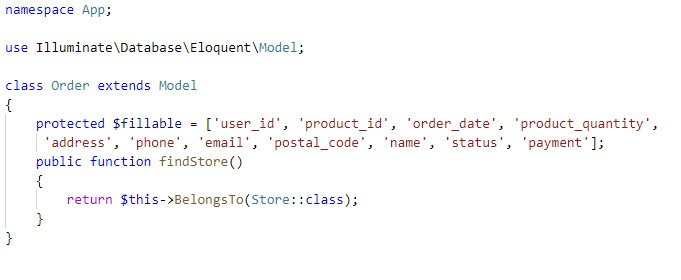 namespace App;
use Illuminate\Database\Eloquent\Model;
class Order extends Model
{
protected $fillable = ['user_id', 'product_id', 'order_date', 'product_quantity',
'address', 'phone', 'email', 'postal_code', 'name', 'status', 'payment'];
public function findStore()
{
return $this->BelongsTo(Store::class);
}
}